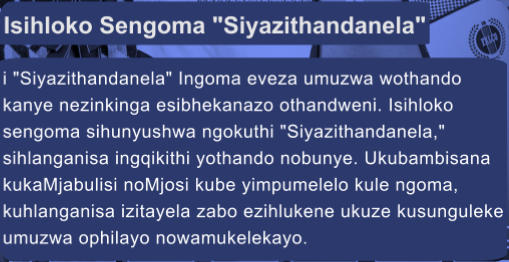 Isihloko Sengoma "Siyazithandanela"
i "Siyazithandanela" Ingoma eveza umuzwa wothando
kanye nezinkinga esibhekanazo othandweni. Isihloko
sengoma sihunyushwa ngokuthi "Siyazithandanela,"
sihlanganisa ingqikithi yothando nobunye. Ukubambisana
kukaMjabulisi noMjosi kube yimpumelelo kule ngoma,
kuhlanganisa izitayela zabo ezihlukene ukuze kusunguleke
umuzwa ophilayo nowamukelekayo.